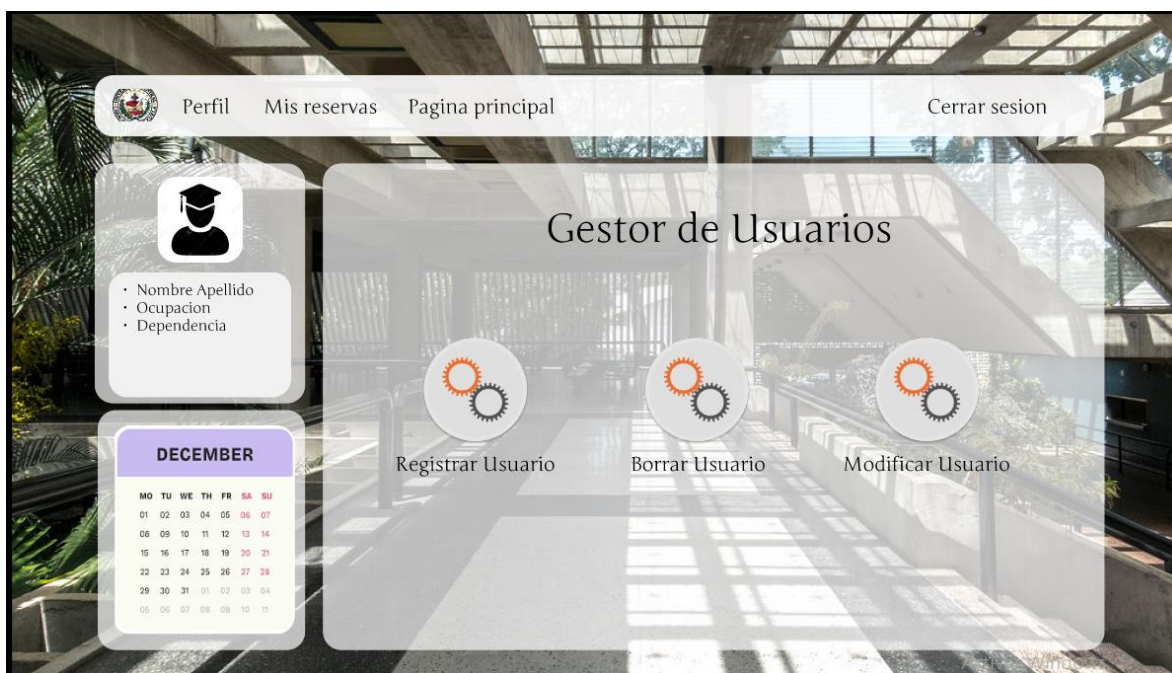 Perfil Mis reservas Pagina principal Cerrar sesion
Gestor de Usuarios
• Nombre Apellido
• Ocupacion
• Dependencia
Registrar Usuario Borrar Usuario Modificar Usuario
DECEMBER
MO TU WE TH FR SA SU
01 02 03 04 05 06 07
08 09 10 11 12 13 14
15 16 17 18 19 20 21
22 23 24 25 26 27 28
29 30 31 01 02 03 04
05 06 07 08 09 10 11